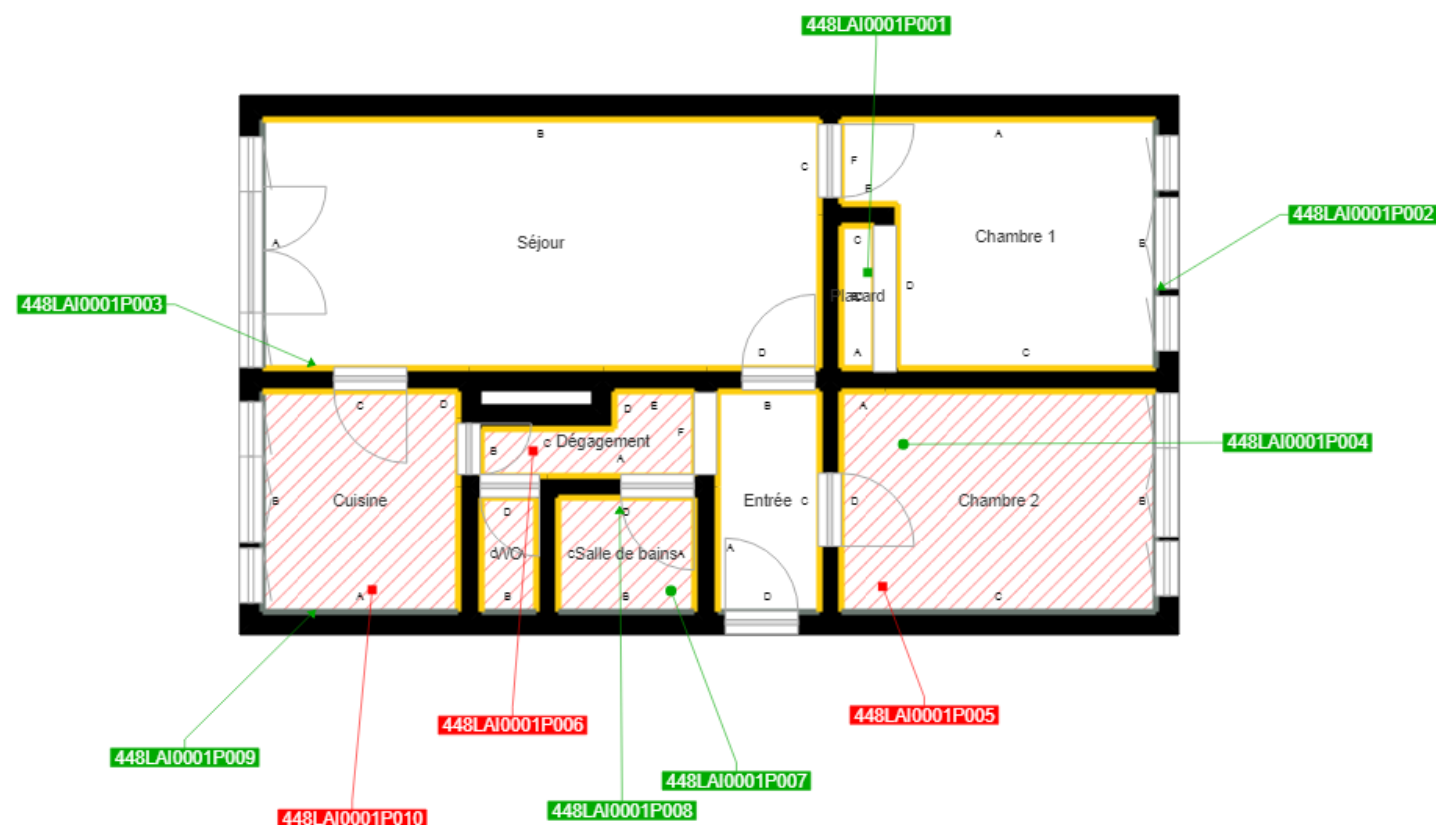 448LAI0001P001
B
A
C
F
E
448LAI0001P002
Séjour
Chambre 1
A
C
B
D
Placard
448LAI0001P003
D
A
C
C
D
B
A
D
E
F
448LAI0001P004
C
Dégagement
B
A
Cuisine
B
Entrée
C
D
Chambre 2
B
D
D
A
C
WC
A
C
Salle de bains
A
A
B
B
D
C
448LAI0001P005
448LAI0001P006
448LAI0001P009
448LAI0001P007
448LAI0001P008
448LAI0001P010